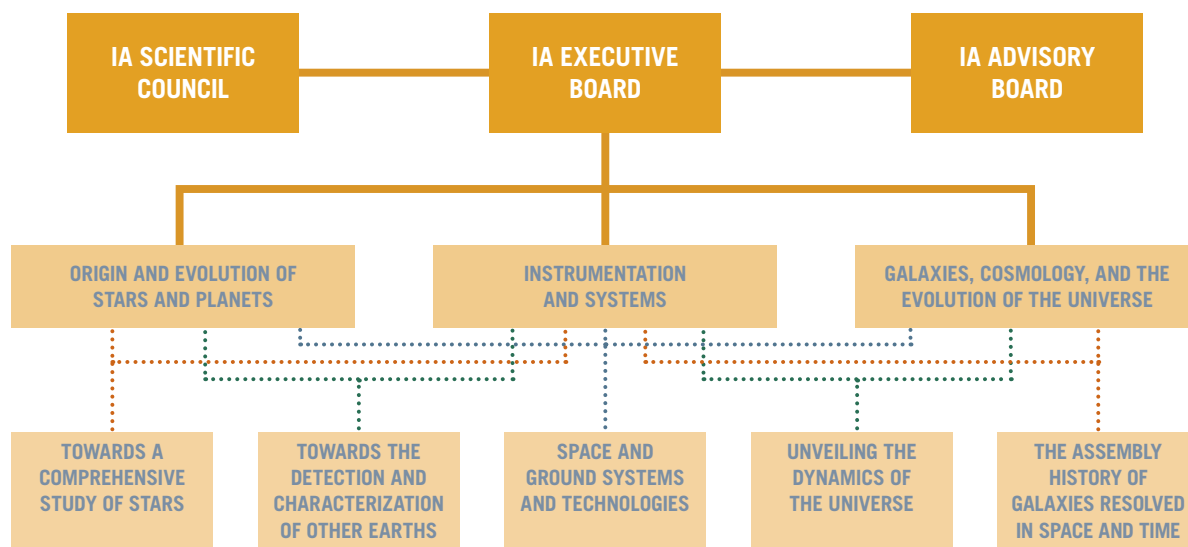 IA SCIENTIFIC
COUNCIL
IA EXECUTIVE
BOARD
IA ADVISORY
BOARD
ORIGIN AND EVOLUTION OF
STARS AND PLANETS
INSTRUMENTATION
AND SYSTEMS
GALAXIES, COSMOLOGY, AND THE
EVOLUTION OF THE UNIVERSE
TOWARDS A
COMPREHENSIVE
STUDY OF STARS
TOWARDS THE
DETECTION AND
CHARACTERIZATION
OF OTHER EARTHS
SPACE AND
GROUND SYSTEMS
AND TECHNOLOGIES
UNVEILING THE
DYNAMICS OF
THE UNIVERSE
THE ASSEMBLY
HISTORY OF
GALAXIES RESOLVED
IN SPACE AND TIME